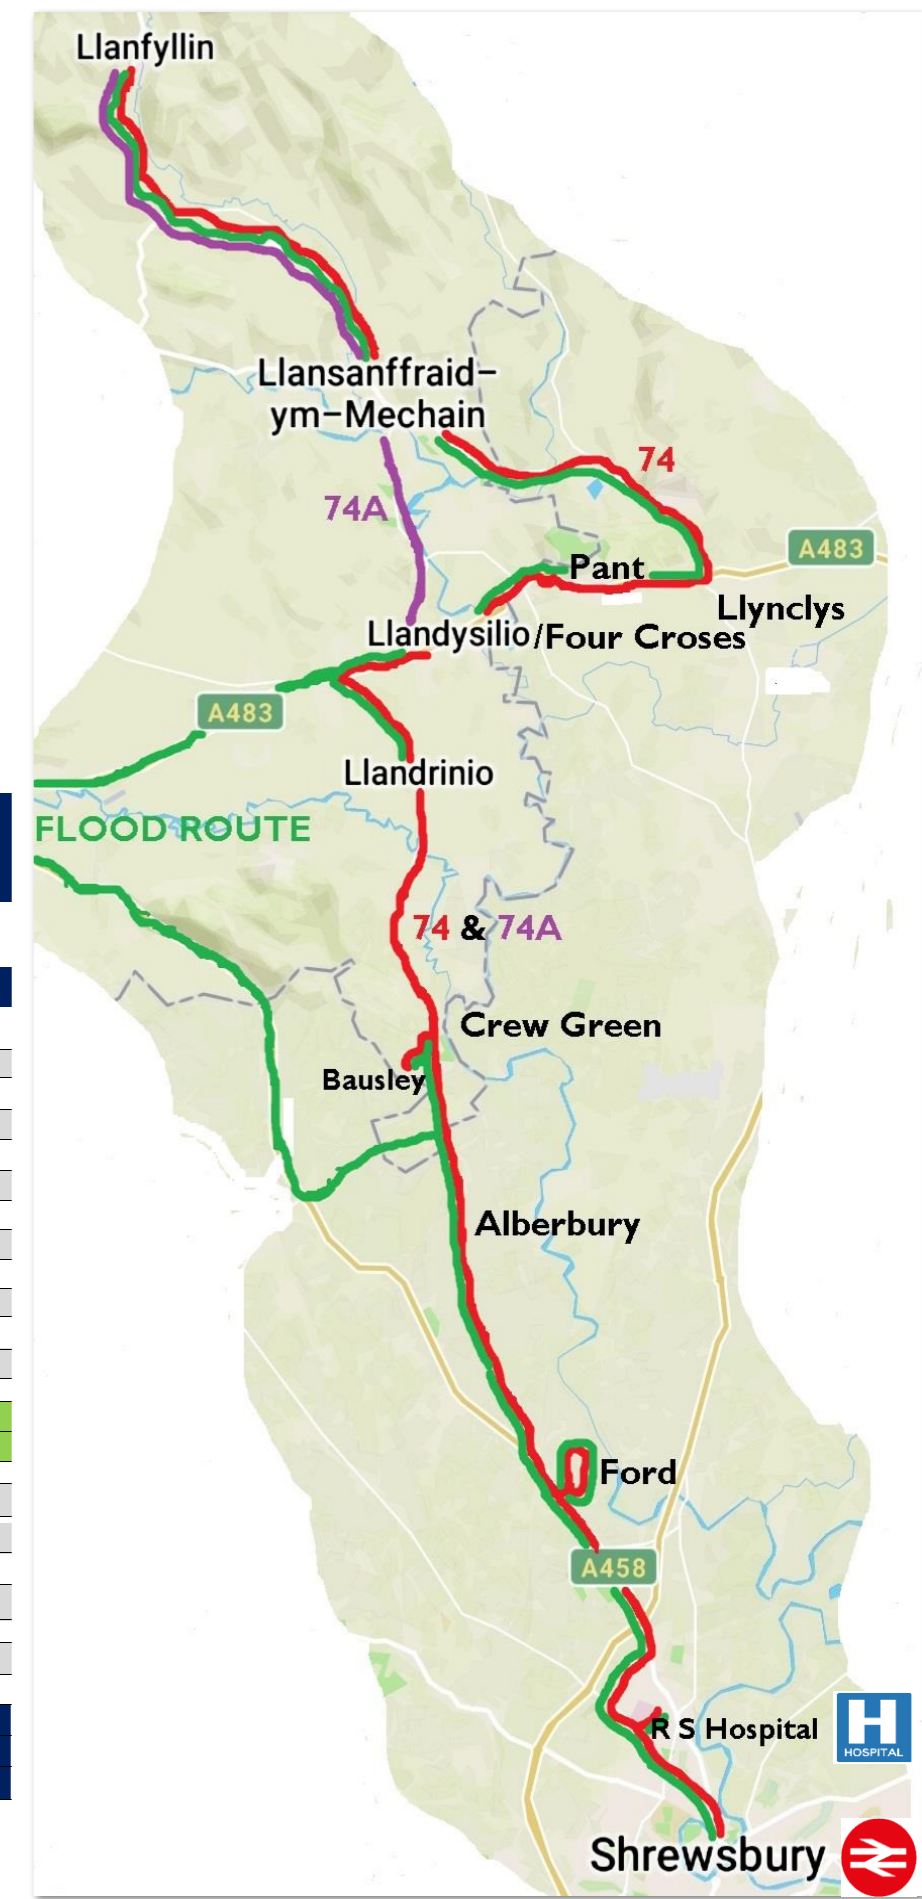 Llanfyllin
Llansanffraid-
ym-Mechain
74
74A
A483
Pant
Llynclys
Llandysilio/Four Croses
A483
Llandrinio
FLOOD ROUTE
74 & 74A
Crew Green
Bausley
Alberbury
Ford
A458
R S Hospital
H
HOSPITAL
Shrewsbury